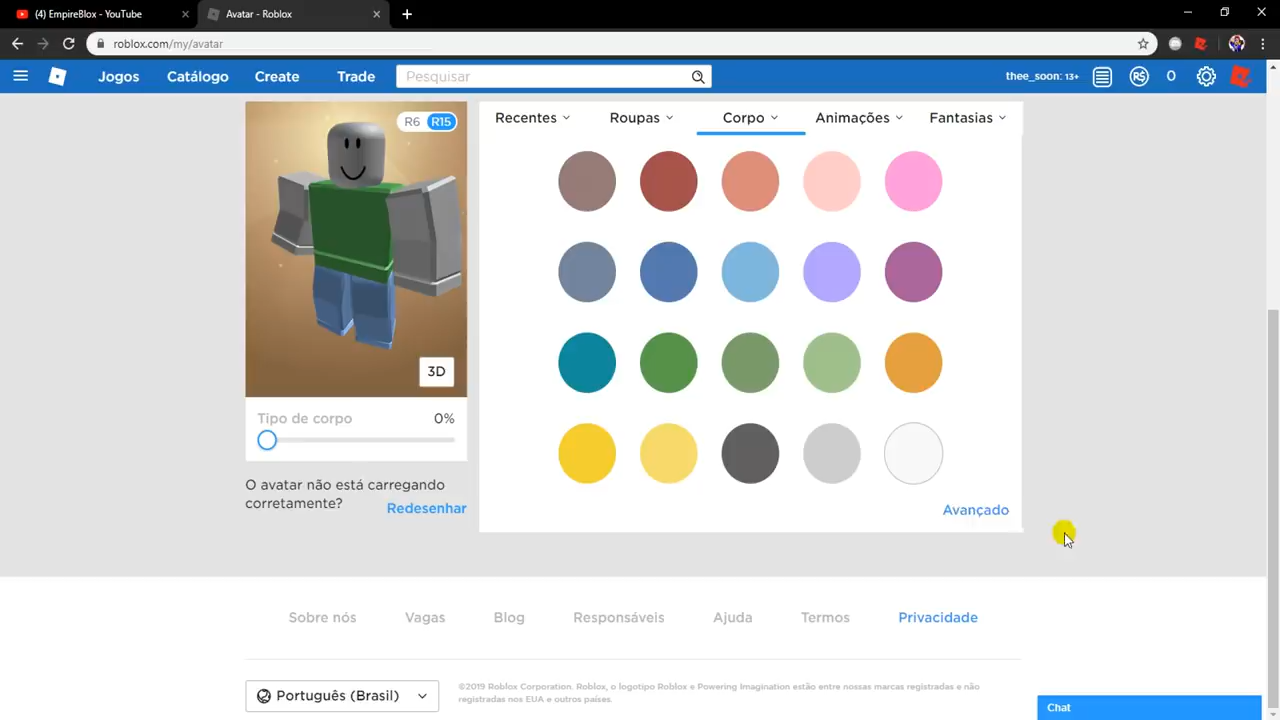 (4) EmpireBlox - YouTube
Avatar - Roblox
roblox.com/my/avatar
Jogos Catálogo Create Trade Pesquisar thee_soon: 13+ R$ 0
R6 R15
Recentes Roupas Corpo Animações Fantasias
3D
Tipo de corpo 0%
O avatar não está carregando
corretamente? Redesenhar
Avançado
Sobre nós Vagas Blog Responsáveis Ajuda Termos Privacidade
Português (Brasil)
©2019 Roblox Corporation. Roblox, o logotipo Roblox e Powering Imagination estão entre nossas marcas registradas e não
registradas nos EUA e outros países.
Chat